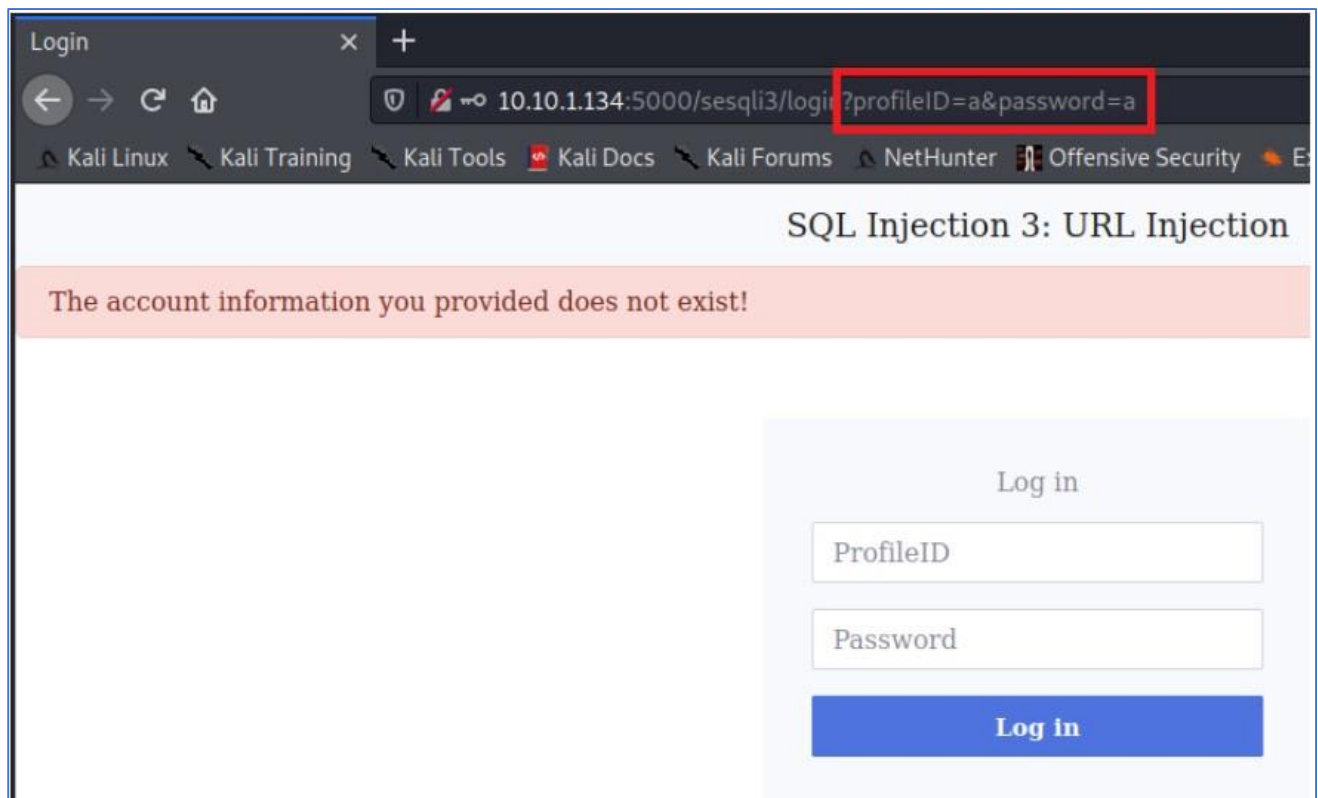 Login
10.10.1.134:5000/sesqli3/login?profileID=a&password=a
Kali Linux Kali Training Kali Tools Kali Docs Kali Forums NetHunter Offensive Security
SQL Injection 3: URL Injection
The account information you provided does not exist!
Log in
ProfileID
Password
Log in